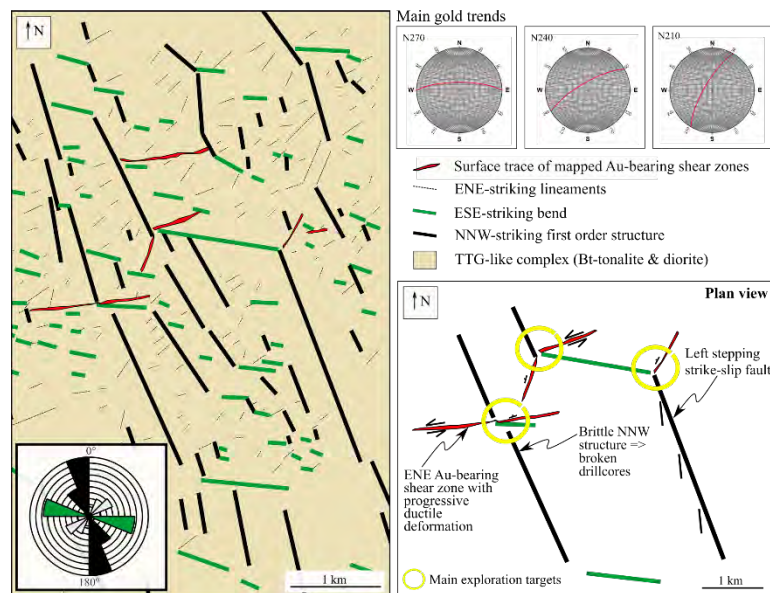 N
0°
180°
1 km
Main gold trends
N270
N
W
E
S
N240
N
W
E
S
N210
N
W
E
S
Surface trace of mapped Au-bearing shear zones
ENE-striking lineaments
ESE-striking bend
NNW-striking first order structure
TTG-like complex (Bt-tonalite & diorite)
N
Plan view
Left stepping
strike-slip fault
Brittle NNW
structure =>
broken
drillcores
ENE Au-bearing
shear zone with
progressive
ductile
deformation
Main exploration targets
1 km